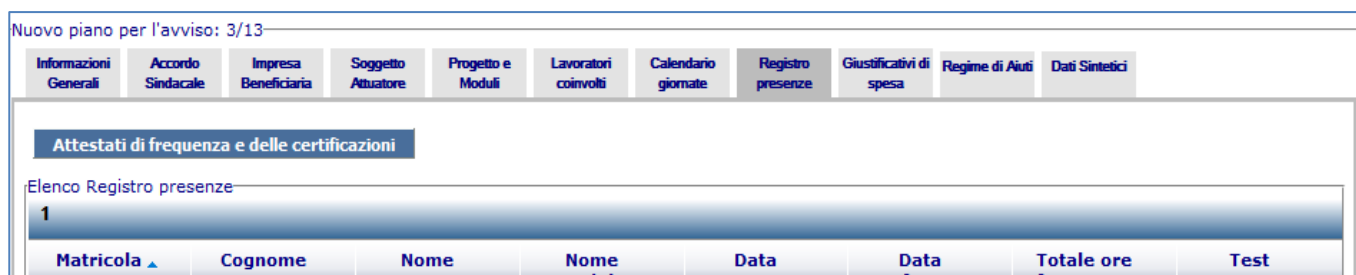 Nuovo piano per l'avviso: 3/13
Informazioni Generali
Accordo Sindacale
Impresa Beneficiaria
Soggetto Attuatore
Progetto e Moduli
Lavoratori coinvolti
Calendario giornate
Registro presenze
Giustificativi di spesa
Regime di Aiuti
Dati Sintetici
Attestati di frequenza e delle certificazioni
Elenco Registro presenze
1
Matricola Cognome Nome Nome Data Data Totale ore Test